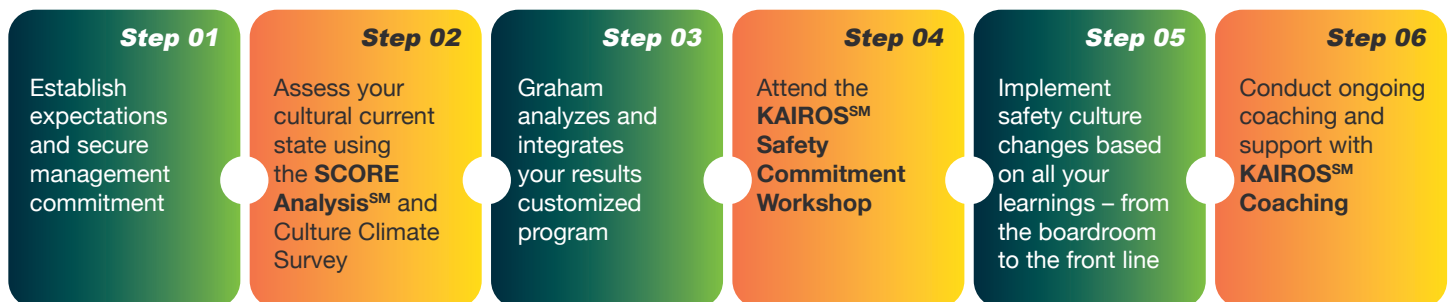 Step 01
Establish
expectations
and secure
management
commitment
Step 02
Assess your
cultural current
state using
the SCORE
Analysis℠ and
Culture Climate
Survey
Step 03
Graham
analyzes and
integrates
your results
customized
program
Step 04
Attend the
KAIROS℠
Safety
Commitment
Workshop
Step 05
Implement
safety culture
changes based
on all your
learnings – from
the boardroom
to the front line
Step 06
Conduct ongoing
coaching and
support with
KAIROS℠
Coaching